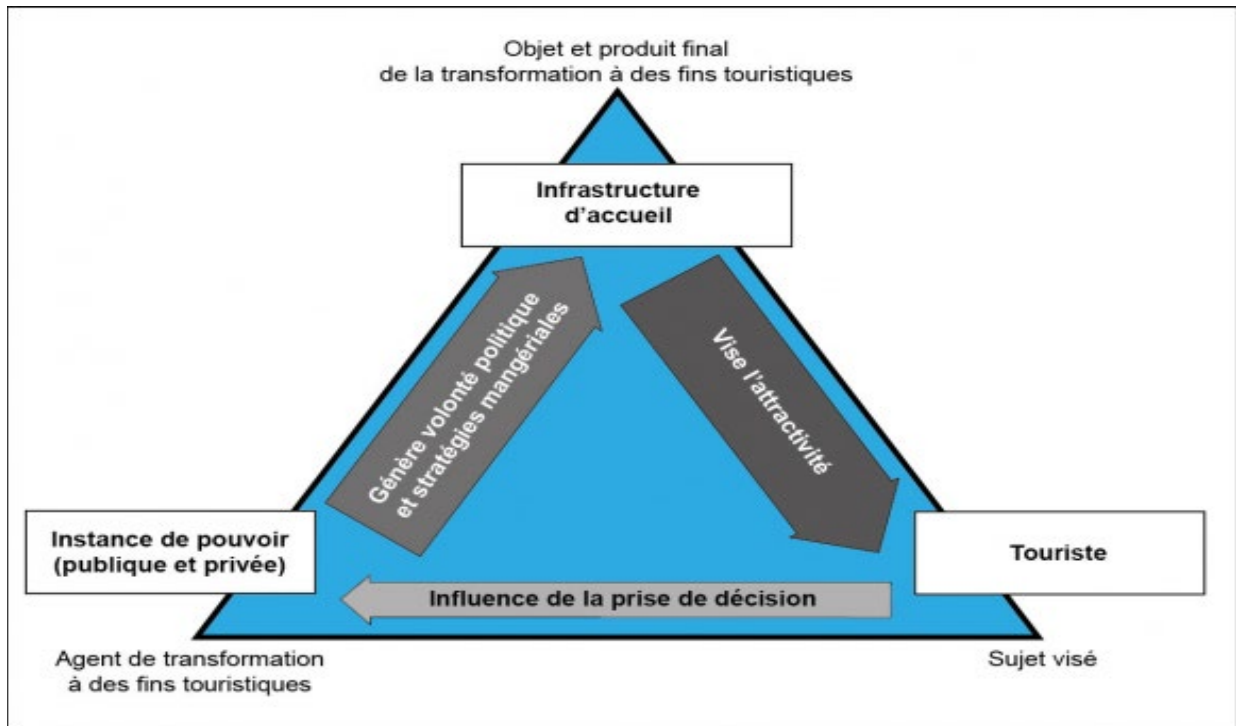 Objet et produit final
de la transformation à des fins touristiques
Infrastructure
d'accueil
Génère volonté politique
et stratégies mangériales
Vise l'attractivité
Instance de pouvoir
(publique et privée)
Touriste
Influence de la prise de décision
Agent de transformation
à des fins touristiques
Sujet visé